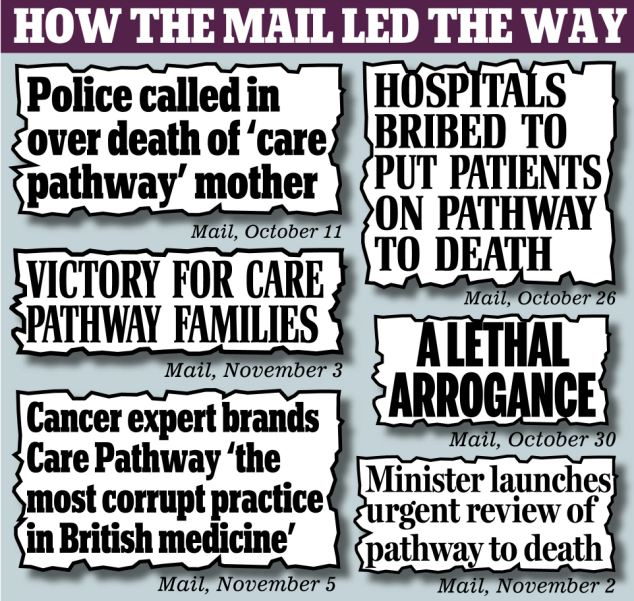 HOW THE MAIL LED THE WAY
Police called in
over death of ‘care
pathway’ mother
Mail, October 11
VICTORY FOR CARE
PATHWAY FAMILIES
Mail, November 3
Cancer expert brands
Care Pathway ‘the
most corrupt practice
in British medicine’
Mail, November 5
HOSPITALS
BRIBED TO
PUT PATIENTS
ON PATHWAY
TO DEATH
Mail, October 26
A LETHAL
ARROGANCE
Mail, October 30
Minister launches
urgent review of
pathway to death
Mail, November 2